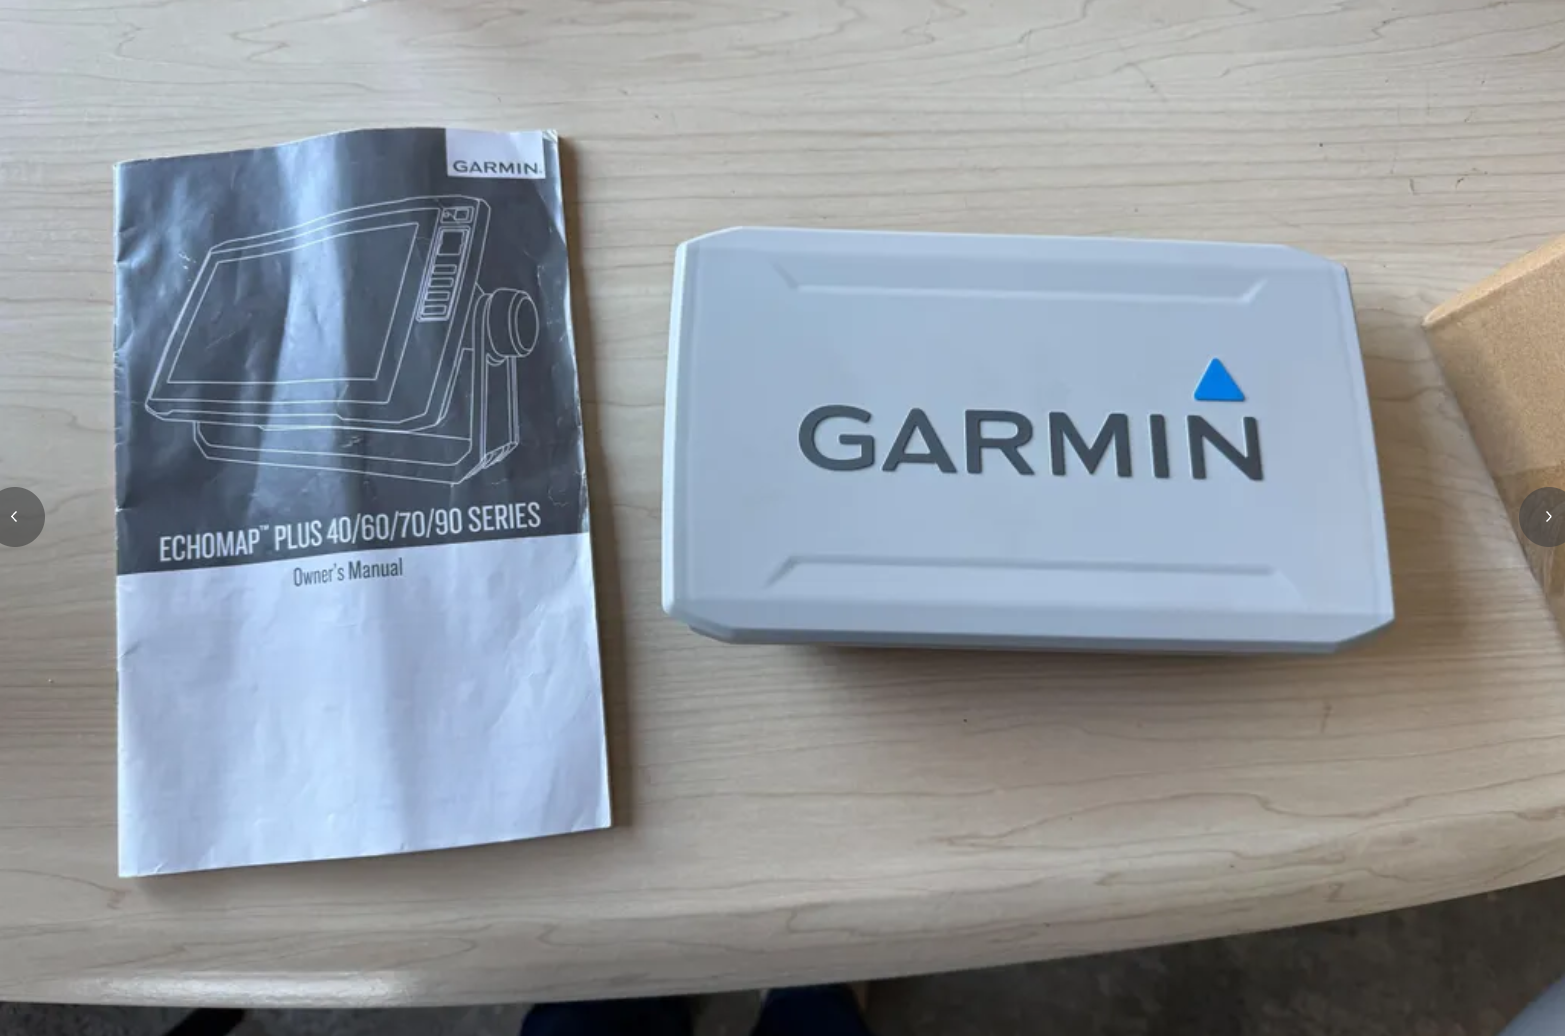 GARMIN
ECHOMAP™ PLUS 40/60/70/90 SERIES
Owner's Manual
GARMIN